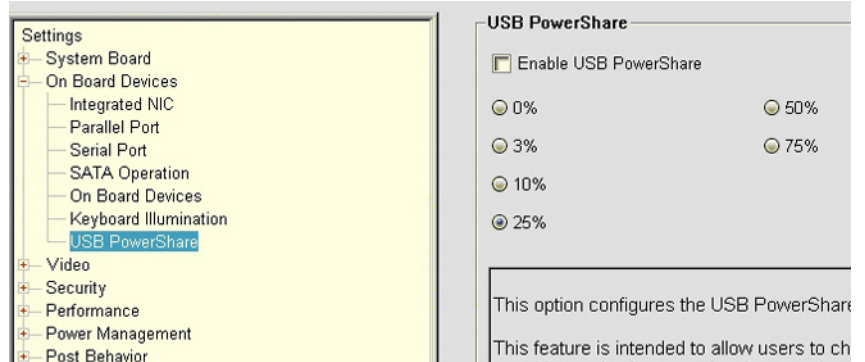 Settings
System Board
On Board Devices
Integrated NIC
Parallel Port
Serial Port
SATA Operation
On Board Devices
Keyboard Illumination
USB PowerShare
Video
Security
Performance
Power Management
Post Behavior
USB PowerShare
Enable USB PowerShare
0%
50%
3%
75%
10%
25%
This option configures the USB PowerShare
This feature is intended to allow users to ch